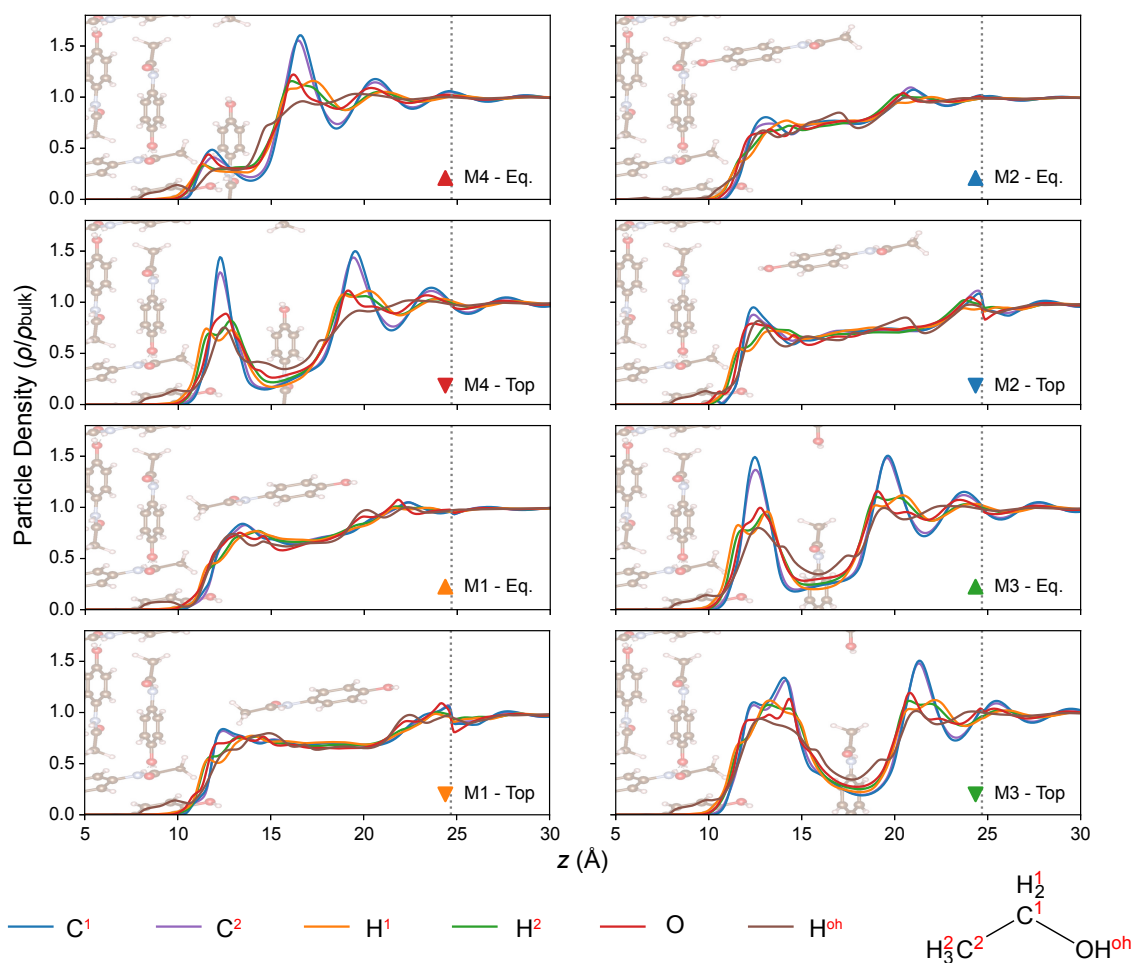 1.5
1.0
0.5
0.0
M4 - Eq.
M2 - Eq.
1.5
1.0
0.5
0.0
M4 - Top
M2 - Top
Particle Density (ρ/ρbulk)
1.5
1.0
0.5
0.0
M1 - Eq.
M3 - Eq.
1.5
1.0
0.5
0.0
M1 - Top
M3 - Top
5 10 15 20 25 30
5 10 15 20 25 30
z (Å)
C1 C2 H1 H2 O Hoh
H21
C1
H32C2 OHoh